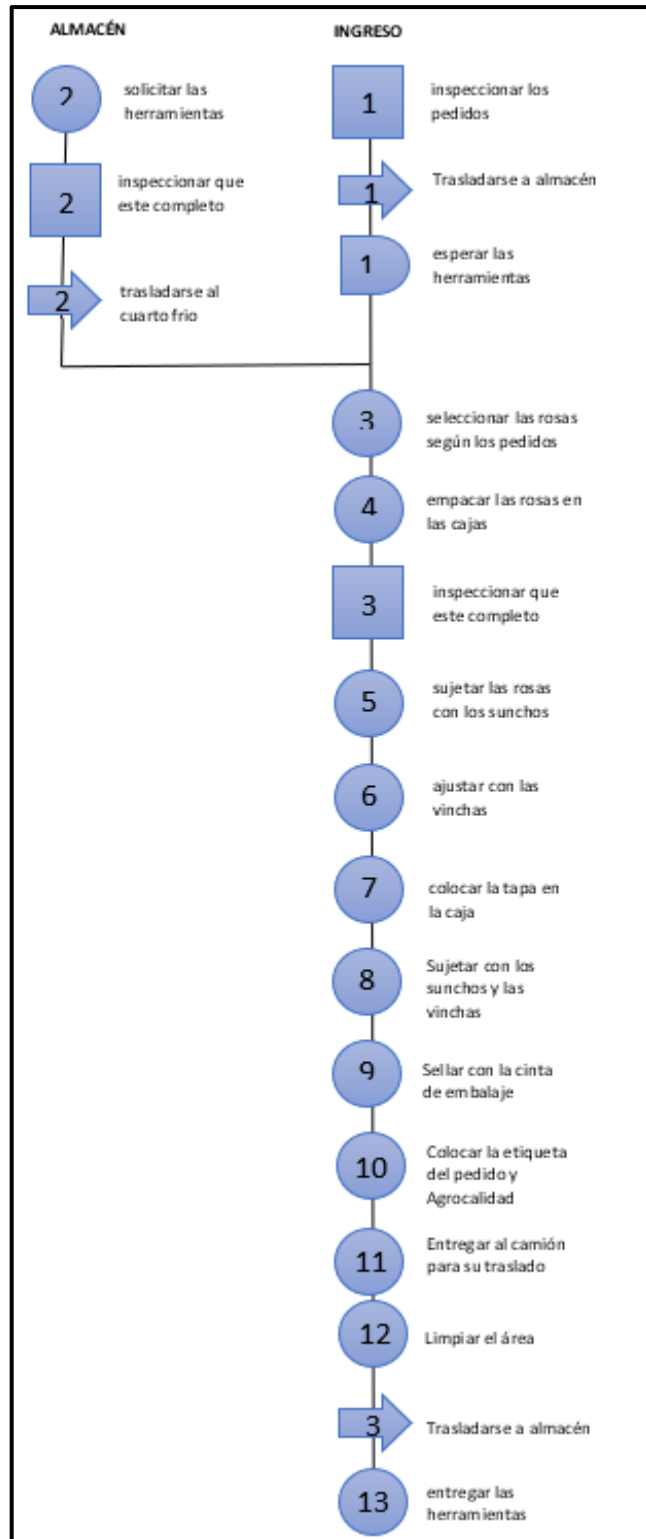 ALMACÉN
INGRESO
2
solicitar las
herramientas
1
inspeccionar los
pedidos
2
inspeccionar que
este completo
1
Trasladarse a almacén
2
trasladarse al
cuarto frio
1
esperar las
herramientas
3
seleccionar las rosas
según los pedidos
4
empacar las rosas en
las cajas
3
inspeccionar que
este completo
5
sujetar las rosas
con los sunchos
6
ajustar con las
vinchas
7
colocar la tapa en
la caja
8
Sujetar con los
sunchos y las
vinchas
9
Sellar con la cinta
de embalaje
10
Colocar la etiqueta
del pedido y
Agrocalidad
11
Entregar al camión
para su traslado
12
Limpiar el área
3
Trasladarse a almacén
13
entregar las
herramientas